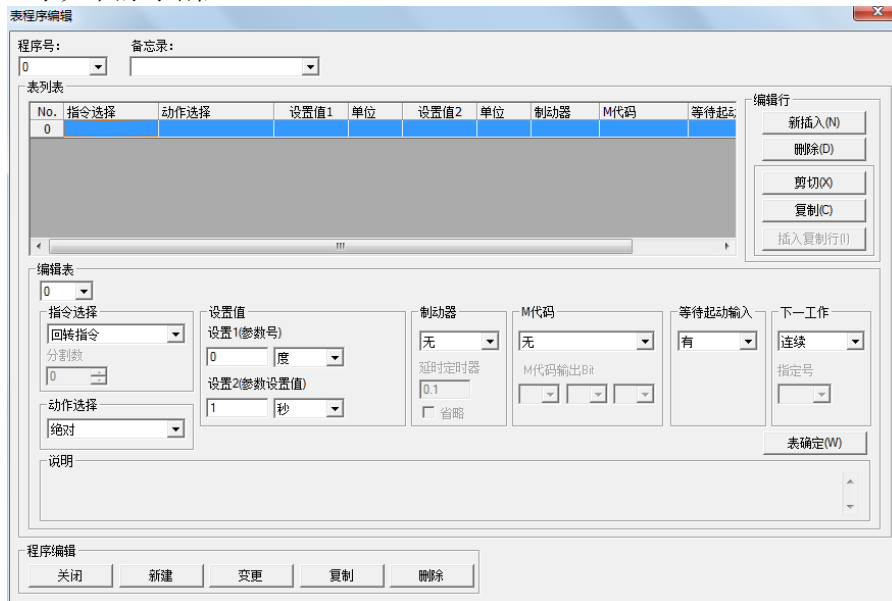 表程序编辑
程序号： 备忘录：
0
表列表
No. 指令选择 动作选择 设置值1 单位 设置值2 单位 制动器 M代码 等待起动
0
编辑行
新插入(N)
删除(D)
剪切(X)
复制(C)
插入复制行(I)
编辑表
0
指令选择 设置值 制动器 M代码 等待起动输入 下一工作
回转指令 设置1(参数号) 无 无 有 连续
分割数 0 度 延时定时器 M代码输出Bit 指定号
0 设置2(参数设置值) 0.1
动作选择 1 秒 省略
绝对
表确定(W)
说明
程序编辑
关闭 新建 变更 复制 删除